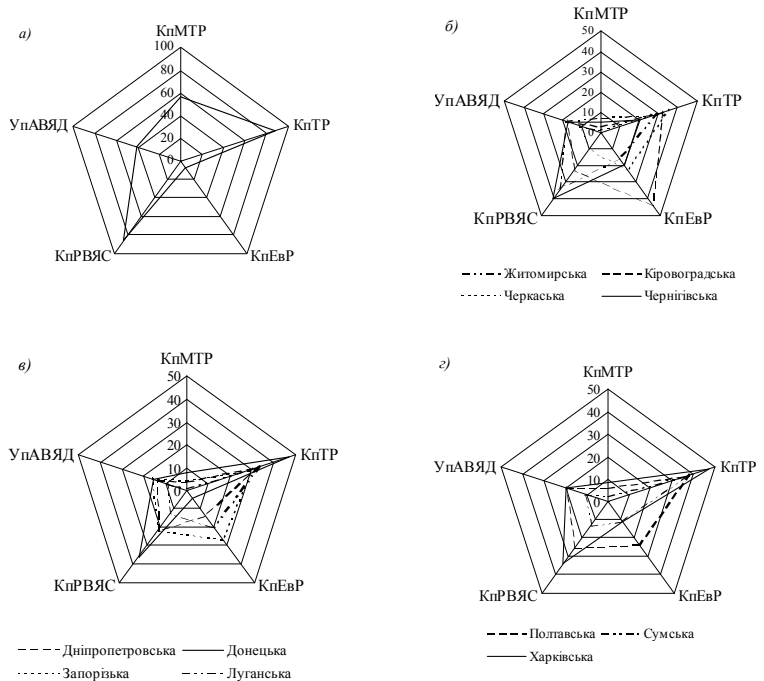 а)
КпМТР
100
80
60
40
20
0
КпТР
КпЕвР
КпРВЯС
УпАВЯД
б)
КпМТР
50
40
30
20
10
0
КпТР
КпЕвР
КпРВЯС
УпАВЯД
Житомирська Кіровоградська
Черкаська Чернігівська
в)
КпМТР
50
40
30
20
10
0
КпТР
КпЕвР
КпРВЯС
УпАВЯД
Дніпропетровська Донецька
Запорізька Луганська
г)
КпМТР
50
40
30
20
10
0
КпТР
КпЕвР
КпРВЯС
УпАВЯД
Полтавська Сумська
Харківська